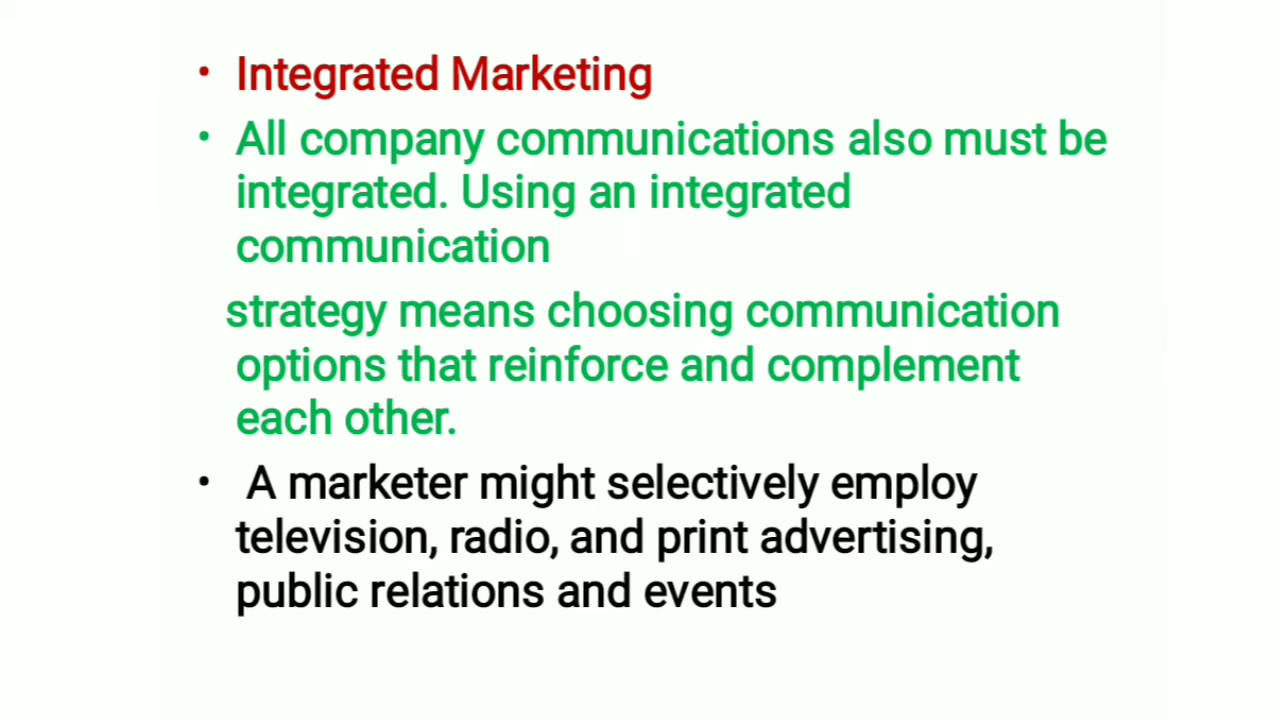 • Integrated Marketing
• All company communications also must be
integrated. Using an integrated
communication
strategy means choosing communication
options that reinforce and complement
each other.
• A marketer might selectively employ
television, radio, and print advertising,
public relations and events